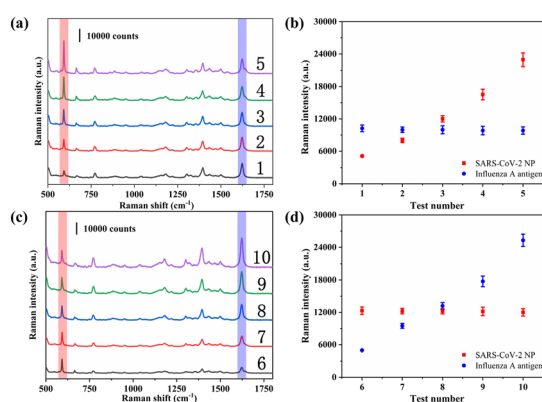 (a)
10000 counts
5
4
3
2
1
500 750 1000 1250 1500 1750
Raman shift (cm-1)
(b)
Raman intensity (a.u.)
30000
24000
18000
12000
6000
0
SARS-CoV-2 NP
Influenza A antigen
1 2 3 4 5
Test number
(c)
10000 counts
10
9
8
7
6
500 750 1000 1250 1500 1750
Raman shift (cm-1)
(d)
Raman intensity (a.u.)
30000
24000
18000
12000
6000
0
SARS-CoV-2 NP
Influenza A antigen
6 7 8 9 10
Test number